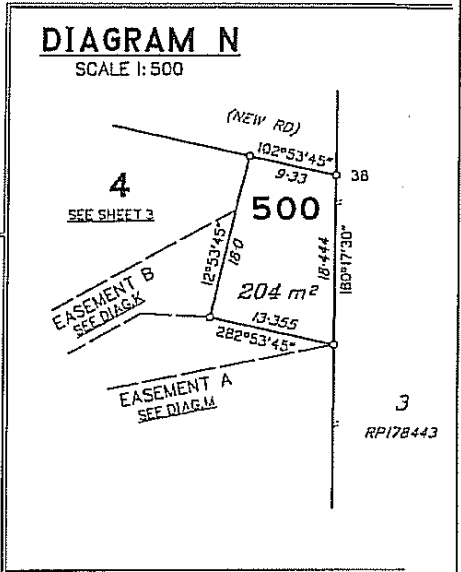 DIAGRAM N
SCALE 1:500
(NEW RD)
102°53'45"
9·33
38
4
SEE SHEET 3
500
12°53'45"
18·0
18·444
180°17'30"
204 m²
EASEMENT B
SEE DIAG.K
13·355
282°53'45"
EASEMENT A
SEE DIAG.M
3
RP178443